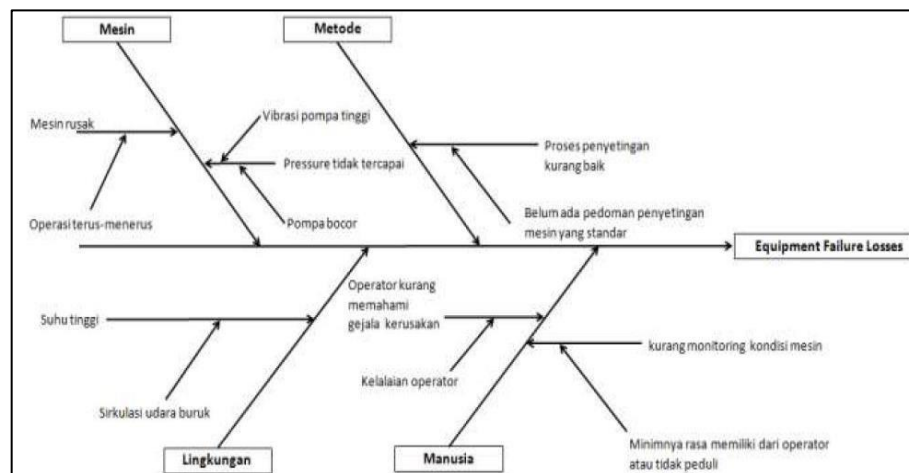 Mesin
Metode
Mesin rusak
Vibrasi pompa tinggi
Pressure tidak tercapai
Operasi terus-menerus
Pompa bocor
Proses penyetingan
kurang baik
Belum ada pedoman penyetingan
mesin yang standar
Equipment Failure Losses
Suhu tinggi
Sirkulasi udara buruk
Operator kurang
memahami
gejala kerusakan
Kelalaian operator
kurang monitoring kondisi mesin
Minimnya rasa memiliki dari operator
atau tidak peduli
Lingkungan
Manusia